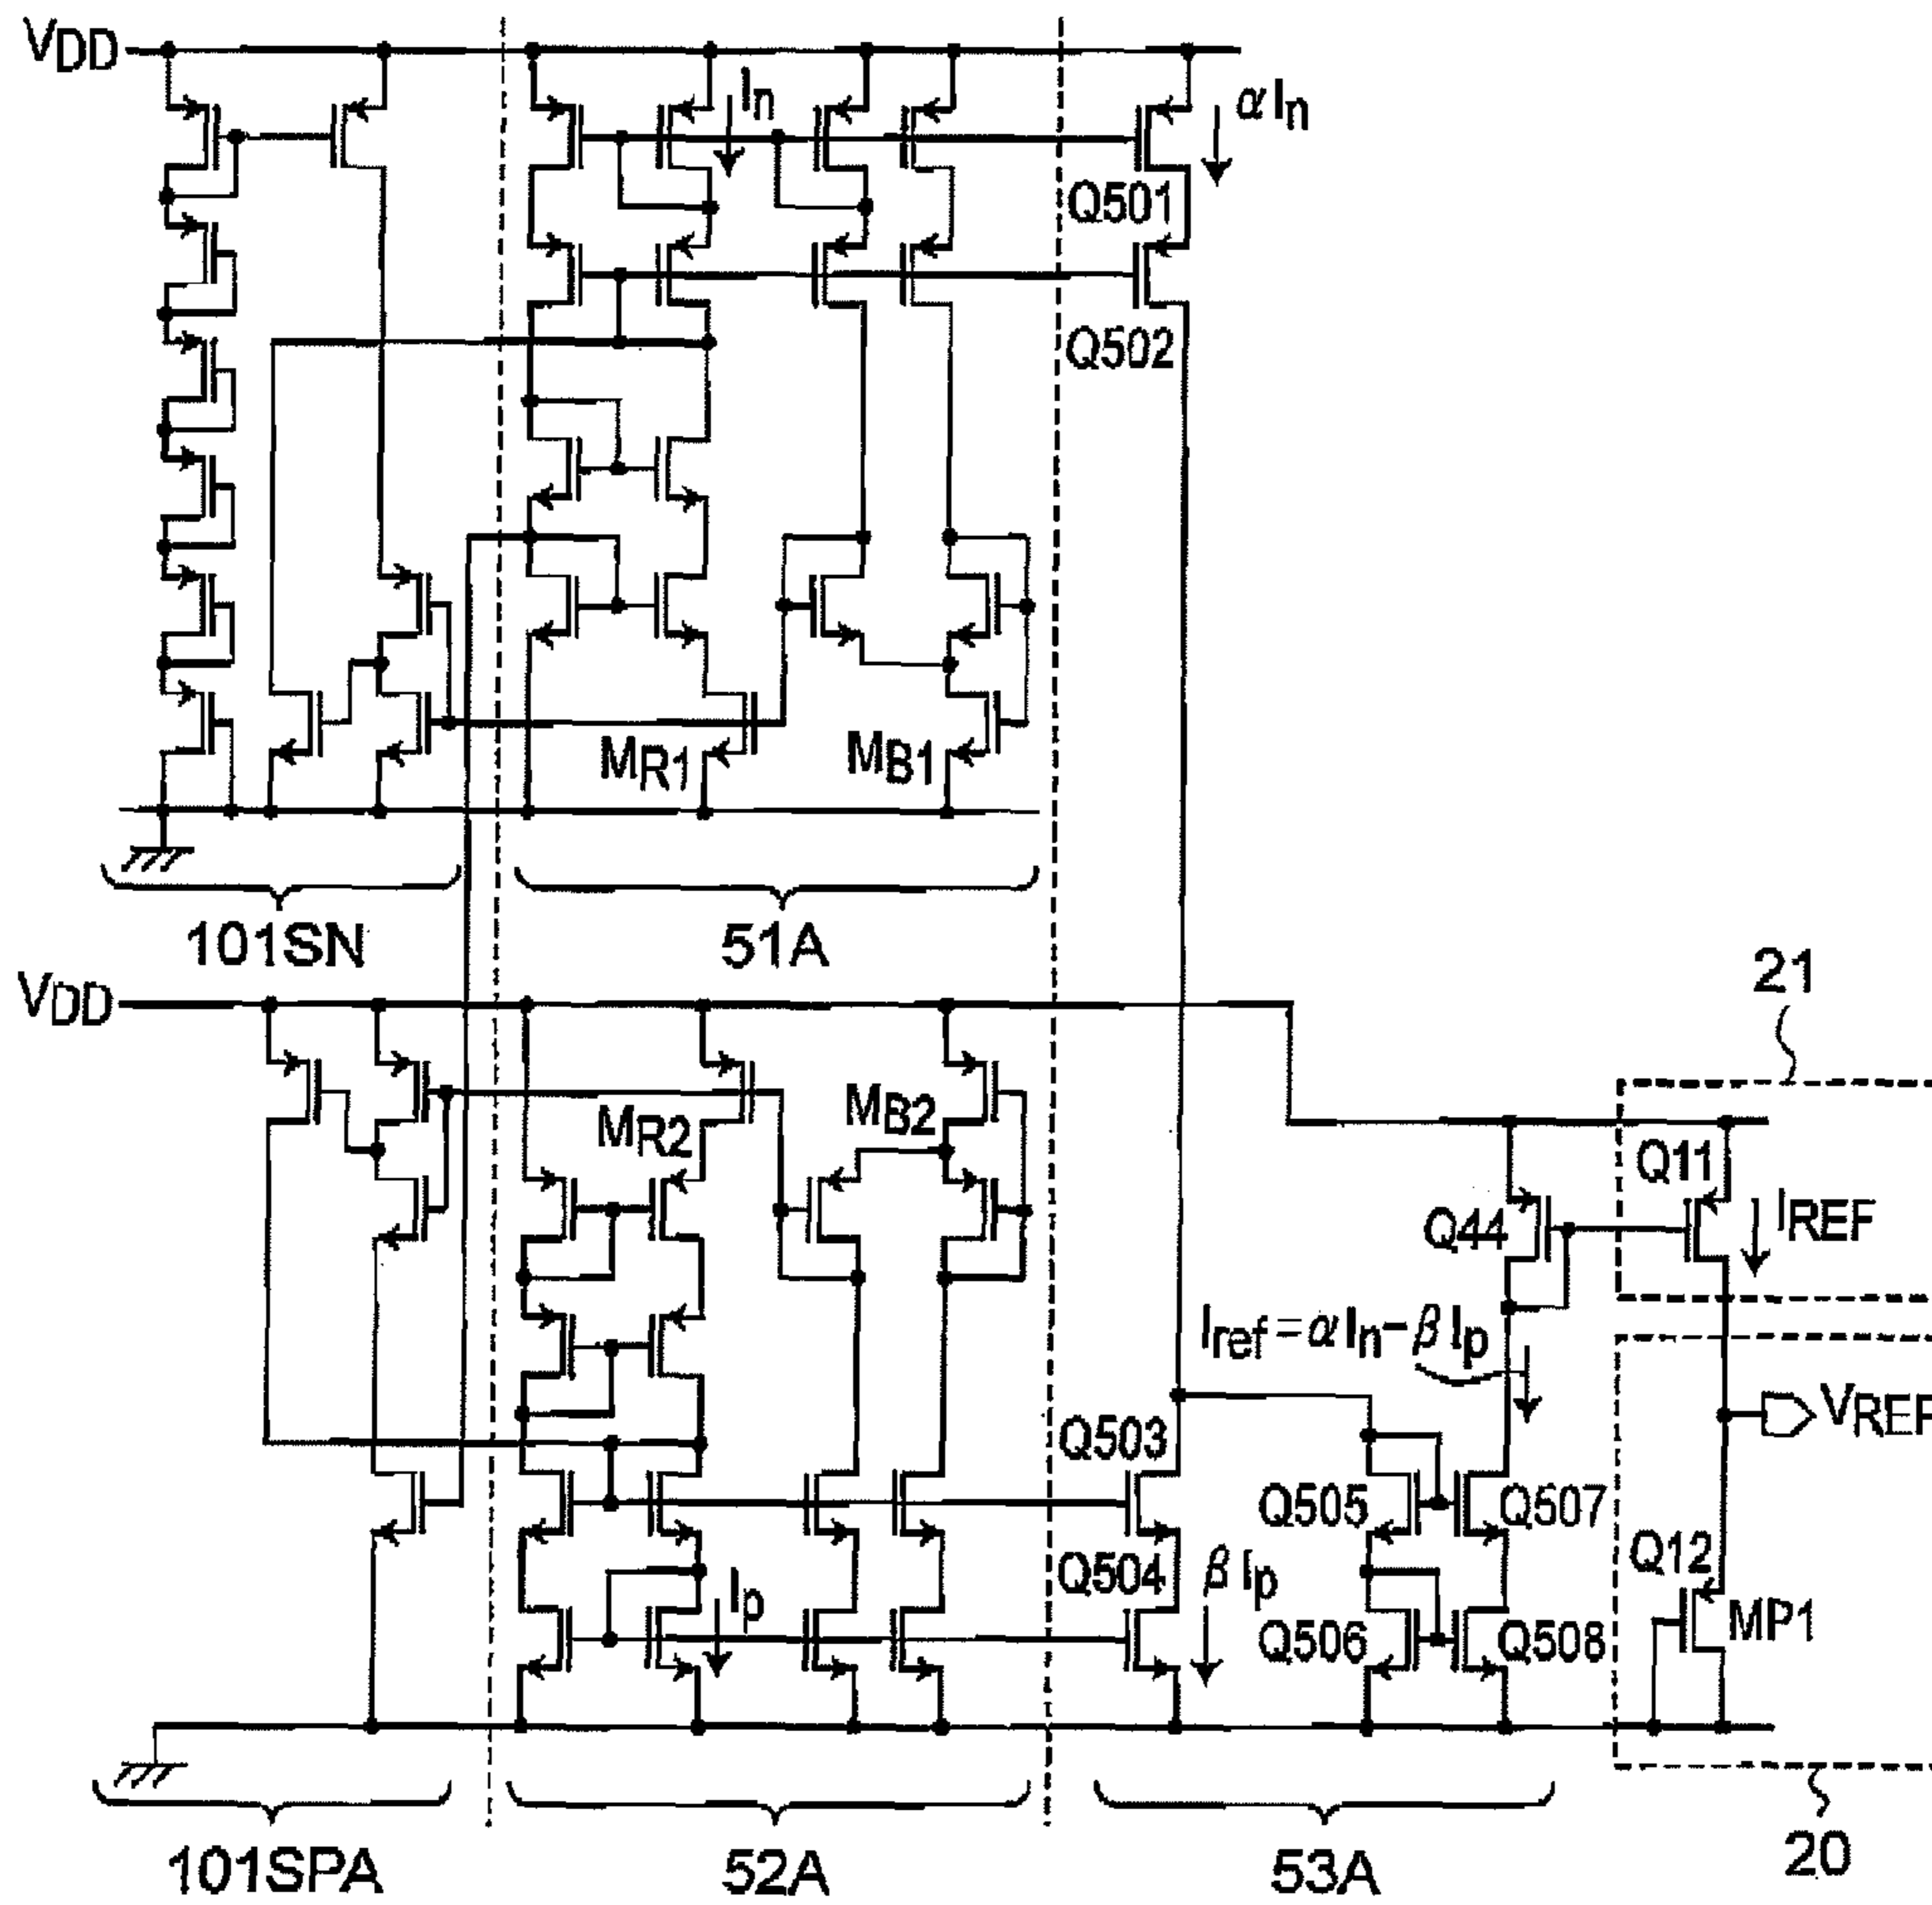 VDD
In
αIn
Q501
Q502
MR1
MB1
101SN
51A
VDD
21
MR2
MB2
Q11
Q44
IREF
Iref=αIn-βIp
VREF
Q503
Q505
Q507
Q504
βIp
Q12
MP1
Ip
Q506
Q508
101SPA
52A
53A
20